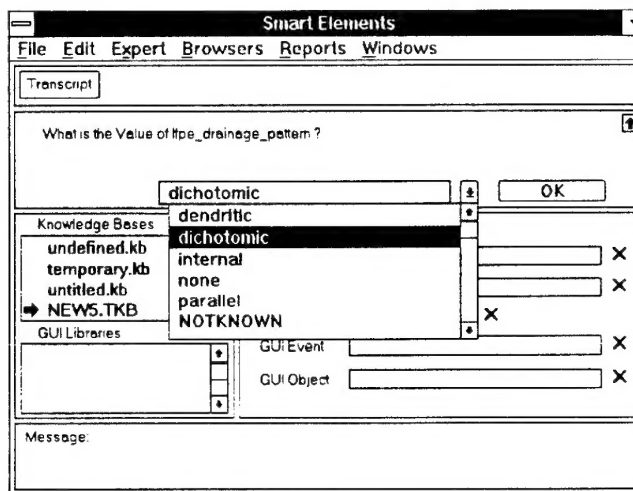 Smart Elements
File Edit Expert Browsers Reports Windows
Transcript
What is the Value of ltpe_drainage_pattern ?
dichotomic
OK
dendritic
dichotomic
internal
none
parallel
NOTKNOWN
Knowledge Bases
undefined.kb
temporary.kb
untitled.kb
NEW5.TKB
GUI Libraries
GUI Event
GUI Object
Message: